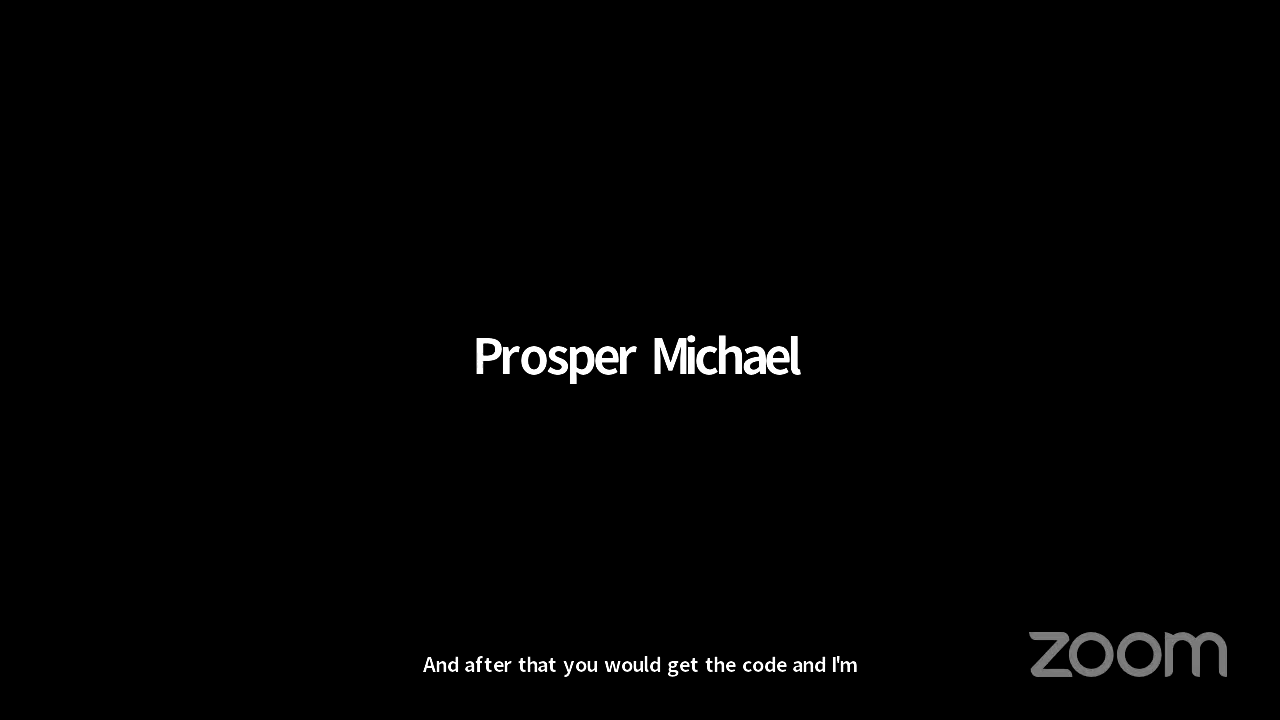 Prosper Michael
And after that you would get the code and I'm
zoom